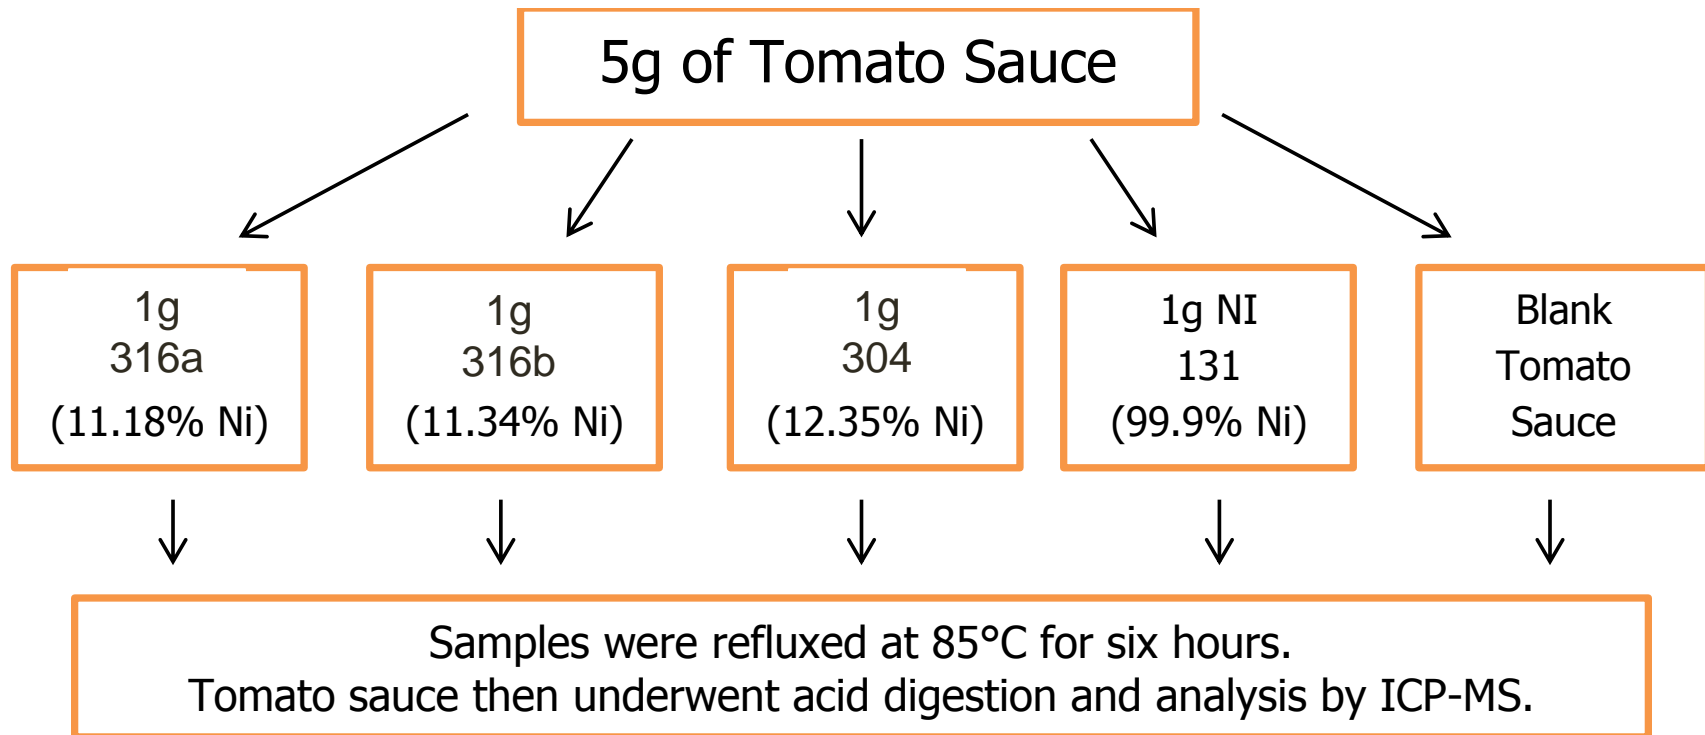 5g of Tomato Sauce
1g
316a
(11.18% Ni)
1g
316b
(11.34% Ni)
1g
304
(12.35% Ni)
1g NI
131
(99.9% Ni)
Blank
Tomato
Sauce
Samples were refluxed at 85°C for six hours.
Tomato sauce then underwent acid digestion and analysis by ICP-MS.